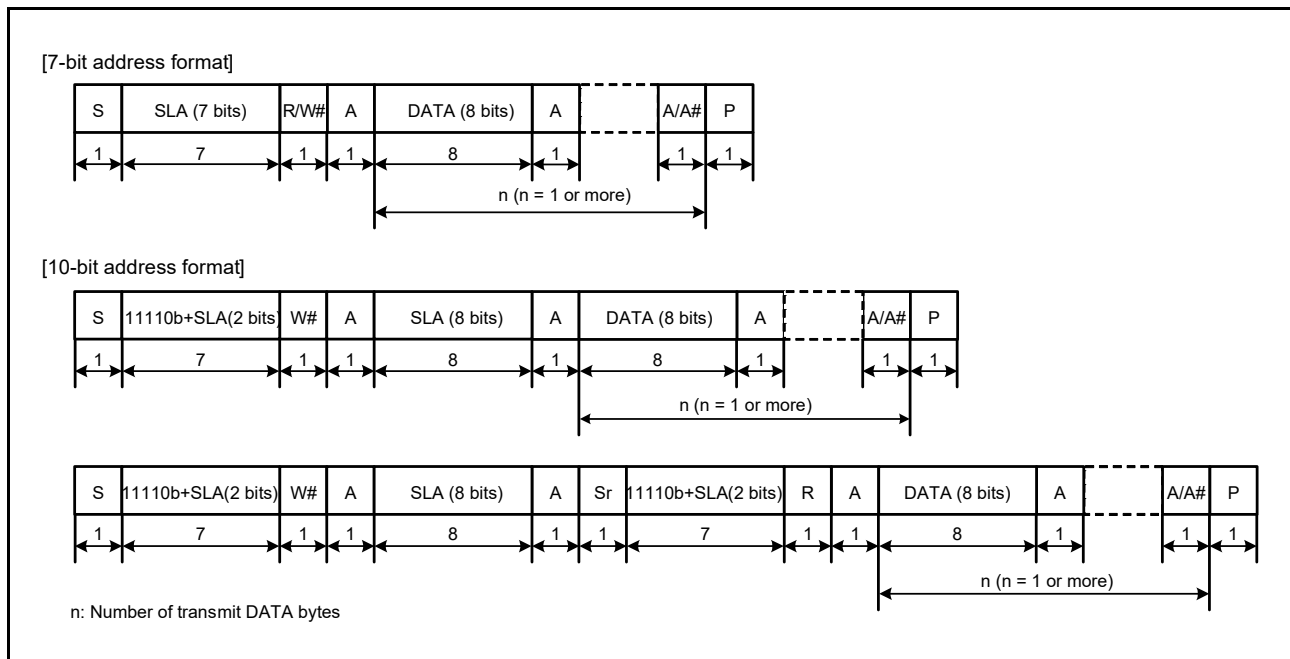 [7-bit address format]
S SLA (7 bits) R/W# A DATA (8 bits) A A/A# P
1 7 1 1 8 1 1 1
n (n = 1 or more)
[10-bit address format]
S 11110b+SLA(2 bits) W# A SLA (8 bits) A DATA (8 bits) A A/A# P
1 7 1 1 8 1 8 1 1 1
n (n = 1 or more)
S 11110b+SLA(2 bits) W# A SLA (8 bits) A Sr 11110b+SLA(2 bits) R A DATA (8 bits) A A/A# P
1 7 1 1 8 1 1 7 1 1 8 1 1 1
n (n = 1 or more)
n: Number of transmit DATA bytes